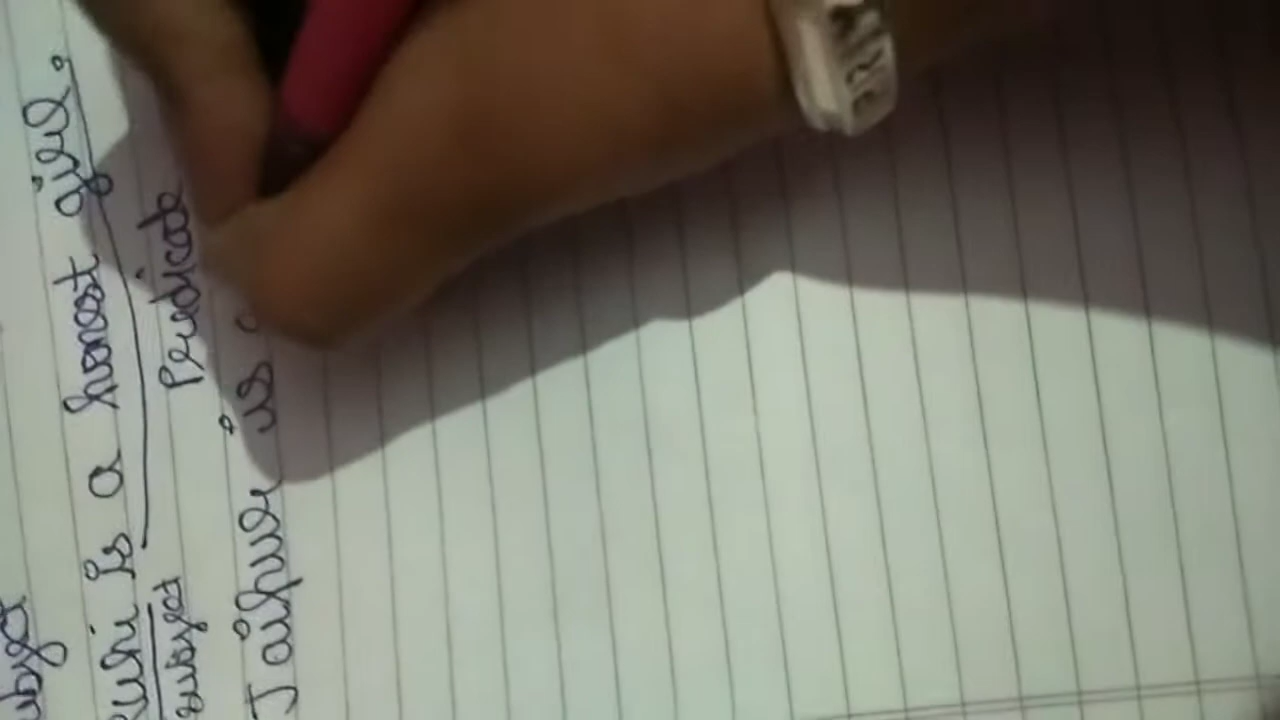 ubject
Ruhi is a honest girl.
subject Predicate
Jaipur is a